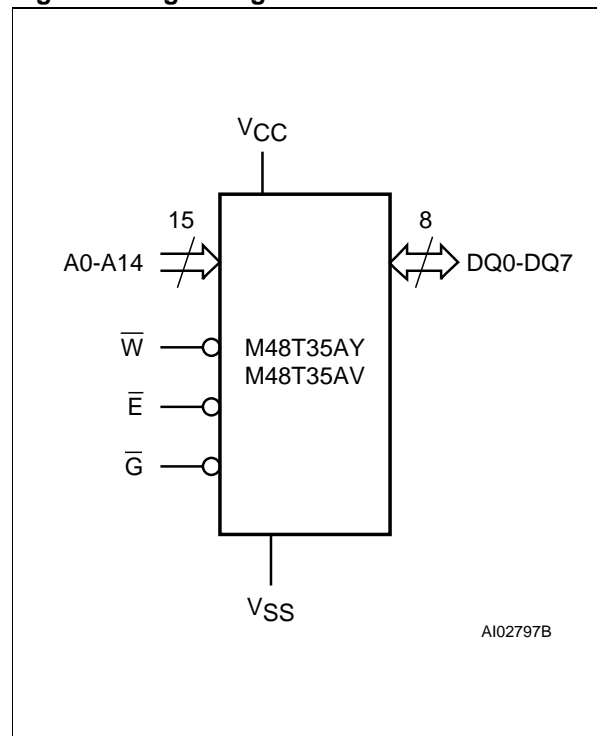 VCC
15
8
A0-A14
DQ0-DQ7
W̅
M48T35AY
M48T35AV
E̅
G̅
VSS
AI02797B